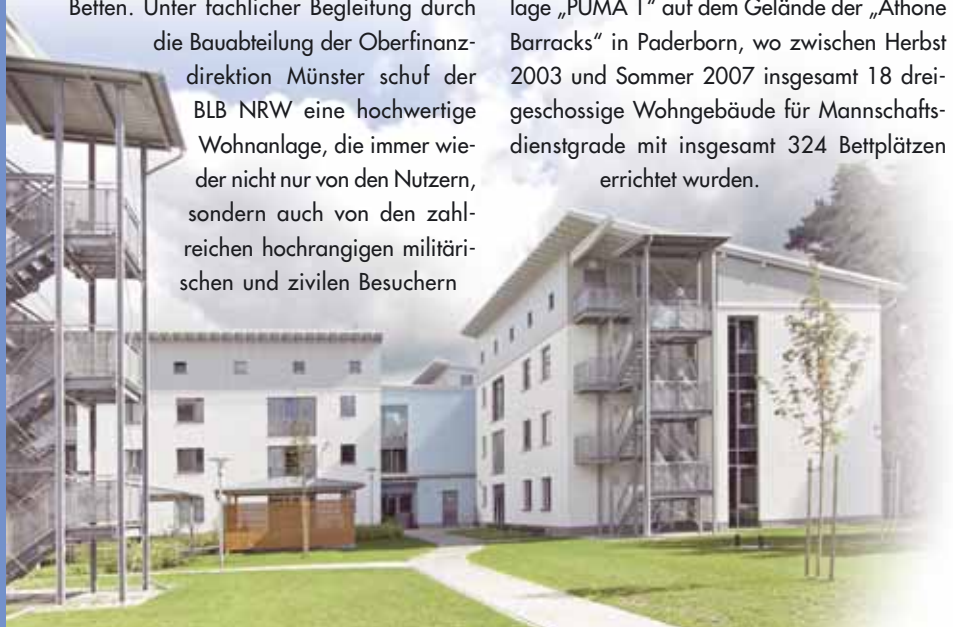 Betten. Unter fachlicher Begleitung durch
die Bauabteilung der Oberfinanz-
direktion Münster schuf der
BLB NRW eine hochwertige
Wohnanlage, die immer wie-
der nicht nur von den Nutzern,
sondern auch von den zahl-
reichen hochrangigen militäri-
schen und zivilen Besuchern
lage „PUMA 1“ auf dem Gelände der „Athone
Barracks“ in Paderborn, wo zwischen Herbst
2003 und Sommer 2007 insgesamt 18 drei-
geschossige Wohngebäude für Mannschafts-
dienstgrade mit insgesamt 324 Bettplätzen
errichtet wurden.